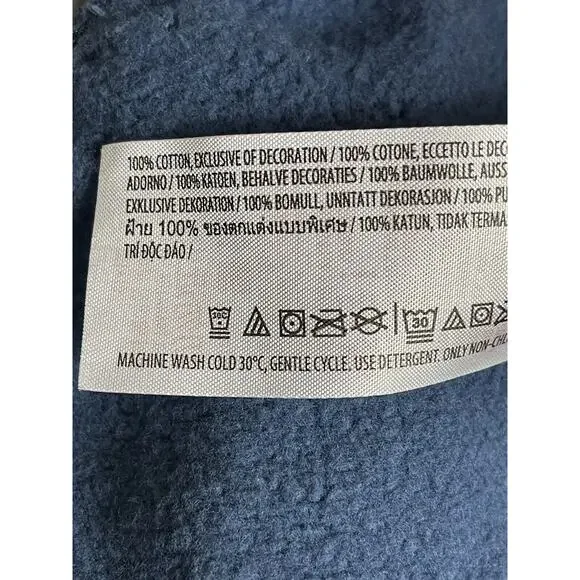 100% COTTON, EXCLUSIVE OF DECORATION / 100% COTONE, ECCETTO LE DEC
ADORNO / 100% KATOEN, BEHALVE DECORATIES / 100% BAUMWOLLE, AUSS
EXKLUSIVE DEKORATION / 100% BOMULL, UNNTATT DEKORASJON / 100% PU
ฝ้าย 100% ของตกแต่งแบบพิเศษ / 100% KATUN, TIDAK TERMA
TRÍ ĐỘC ĐÁO /
30C 30
MACHINE WASH COLD 30°C, GENTLE CYCLE. USE DETERGENT. ONLY NON-CHL